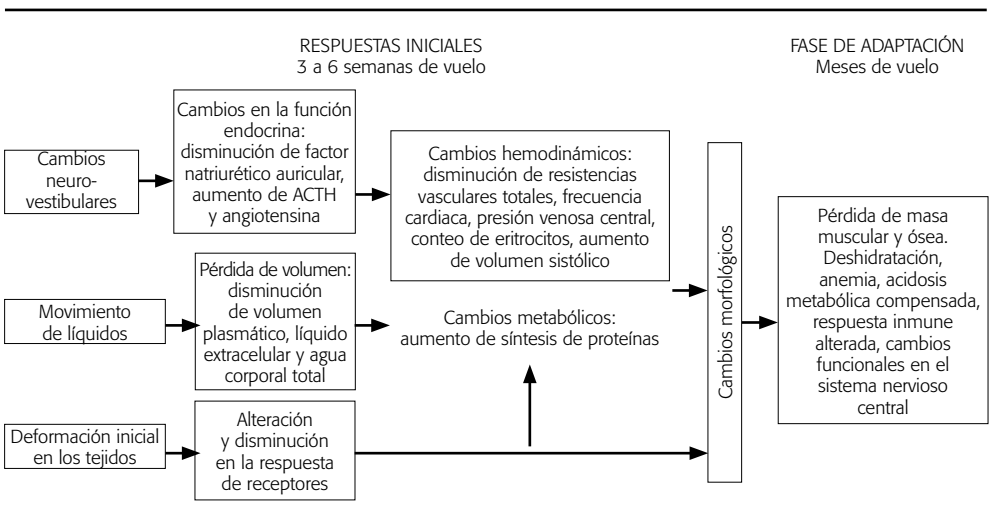 RESPUESTAS INICIALES
3 a 6 semanas de vuelo
FASE DE ADAPTACIÓN
Meses de vuelo
Cambios
neuro-
vestibulares
Cambios en la función
endocrina:
disminución de factor
natriurético auricular,
aumento de ACTH
y angiotensina
Cambios hemodinámicos:
disminución de resistencias
vasculares totales, frecuencia
cardiaca, presión venosa central,
conteo de eritrocitos, aumento
de volumen sistólico
Movimiento
de líquidos
Pérdida de volumen:
disminución
de volumen
plasmático, líquido
extracelular y agua
corporal total
Cambios metabólicos:
aumento de síntesis de proteínas
Deformación inicial
en los tejidos
Alteración
y disminución
en la respuesta
de receptores
Cambios morfológicos
Pérdida de masa
muscular y ósea.
Deshidratación,
anemia, acidosis
metabólica compensada,
respuesta inmune
alterada, cambios
funcionales en el
sistema nervioso
central